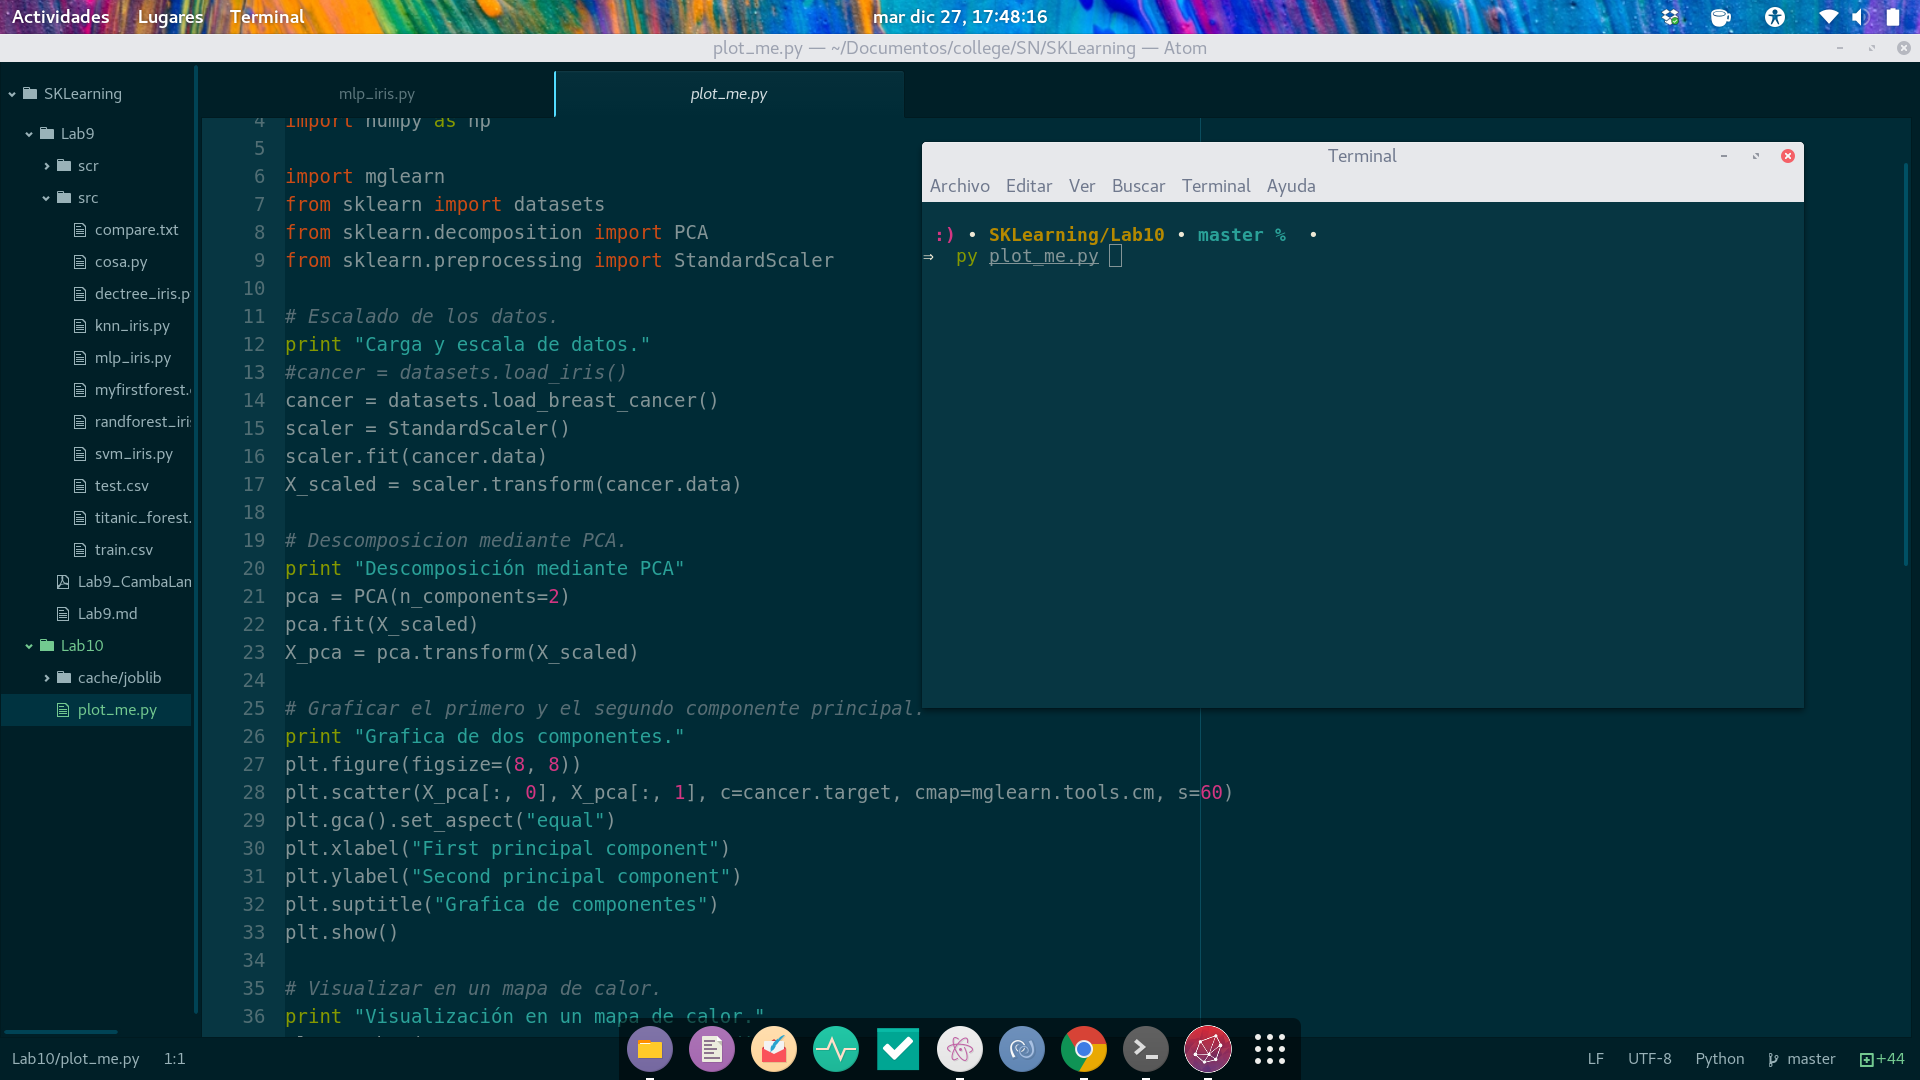 Actividades Lugares Terminal mar dic 27, 17:48:16
plot_me.py — ~/Documentos/college/SN/SKLearning — Atom
SKLearning
Lab9
scr
src
compare.txt
cosa.py
dectree_iris.p
knn_iris.py
mlp_iris.py
myfirstforest.
randforest_iri
svm_iris.py
test.csv
titanic_forest.
train.csv
Lab9_CambaLan
Lab9.md
Lab10
cache/joblib
plot_me.py
mlp_iris.py plot_me.py
4 import numpy as np
5
6 import mglearn
7 from sklearn import datasets
8 from sklearn.decomposition import PCA
9 from sklearn.preprocessing import StandardScaler
10
11 # Escalado de los datos.
12 print "Carga y escala de datos."
13 #cancer = datasets.load_iris()
14 cancer = datasets.load_breast_cancer()
15 scaler = StandardScaler()
16 scaler.fit(cancer.data)
17 X_scaled = scaler.transform(cancer.data)
18
19 # Descomposicion mediante PCA.
20 print "Descomposición mediante PCA"
21 pca = PCA(n_components=2)
22 pca.fit(X_scaled)
23 X_pca = pca.transform(X_scaled)
24
25 # Graficar el primero y el segundo componente principal.
26 print "Grafica de dos componentes."
27 plt.figure(figsize=(8, 8))
28 plt.scatter(X_pca[:, 0], X_pca[:, 1], c=cancer.target, cmap=mglearn.tools.cm, s=60)
29 plt.gca().set_aspect("equal")
30 plt.xlabel("First principal component")
31 plt.ylabel("Second principal component")
32 plt.suptitle("Grafica de componentes")
33 plt.show()
34
35 # Visualizar en un mapa de calor.
36 print "Visualización en un mapa de calor."
Terminal
Archivo Editar Ver Buscar Terminal Ayuda
:) • SKLearning/Lab10 • master % •
⇒ py plot_me.py
Lab10/plot_me.py 1:1 LF UTF-8 Python master +44